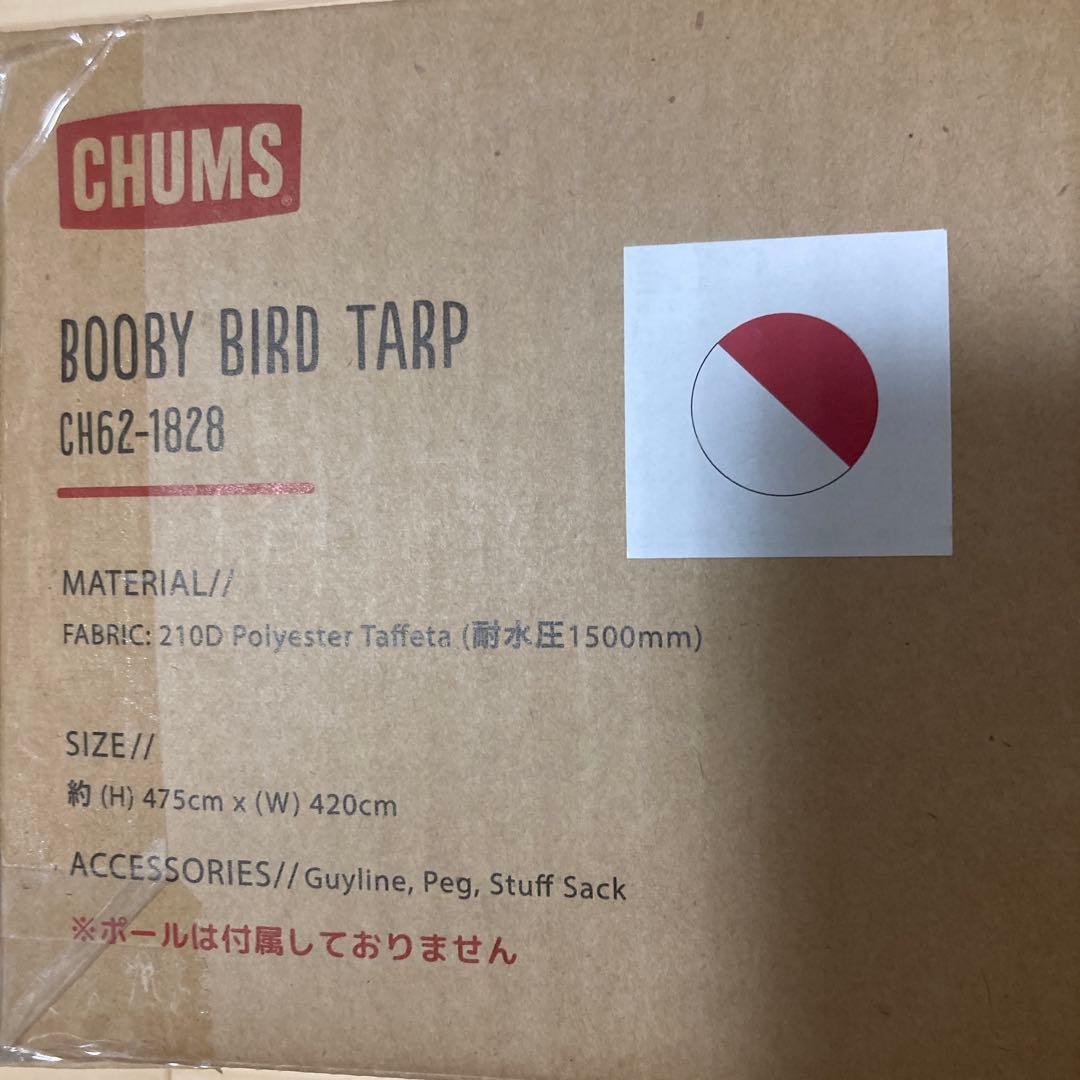 CHUMS®
BOOBY BIRD TARP
CH62-1828
MATERIAL//
FABRIC: 210D Polyester Taffeta (耐水圧1500mm)
SIZE//
約 (H) 475cm x (W) 420cm
ACCESSORIES// Guyline, Peg, Stuff Sack
※ポールは付属しておりません